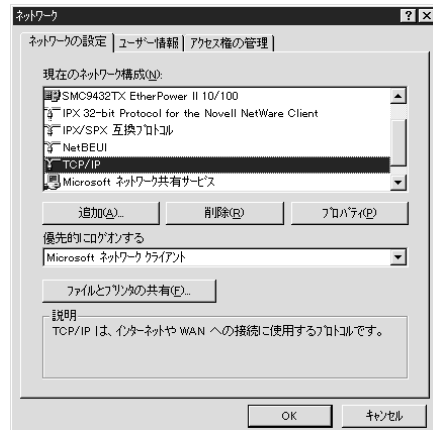 ネットワーク
ネットワークの設定 ユーザー情報 アクセス権の管理
現在のネットワーク構成(N):
SMC9432TX EtherPower II 10/100
IPX 32-bit Protocol for the Novell NetWare Client
IPX/SPX 互換プロトコル
NetBEUI
TCP/IP
Microsoft ネットワーク共有サービス
追加(A)... 削除(R) プロパティ(P)
優先的にログオンする
Microsoft ネットワーク クライアント
ファイルとプリンタの共有(F)...
説明
TCP/IP は、インターネットや WAN への接続に使用するプロトコルです。
OK キャンセル